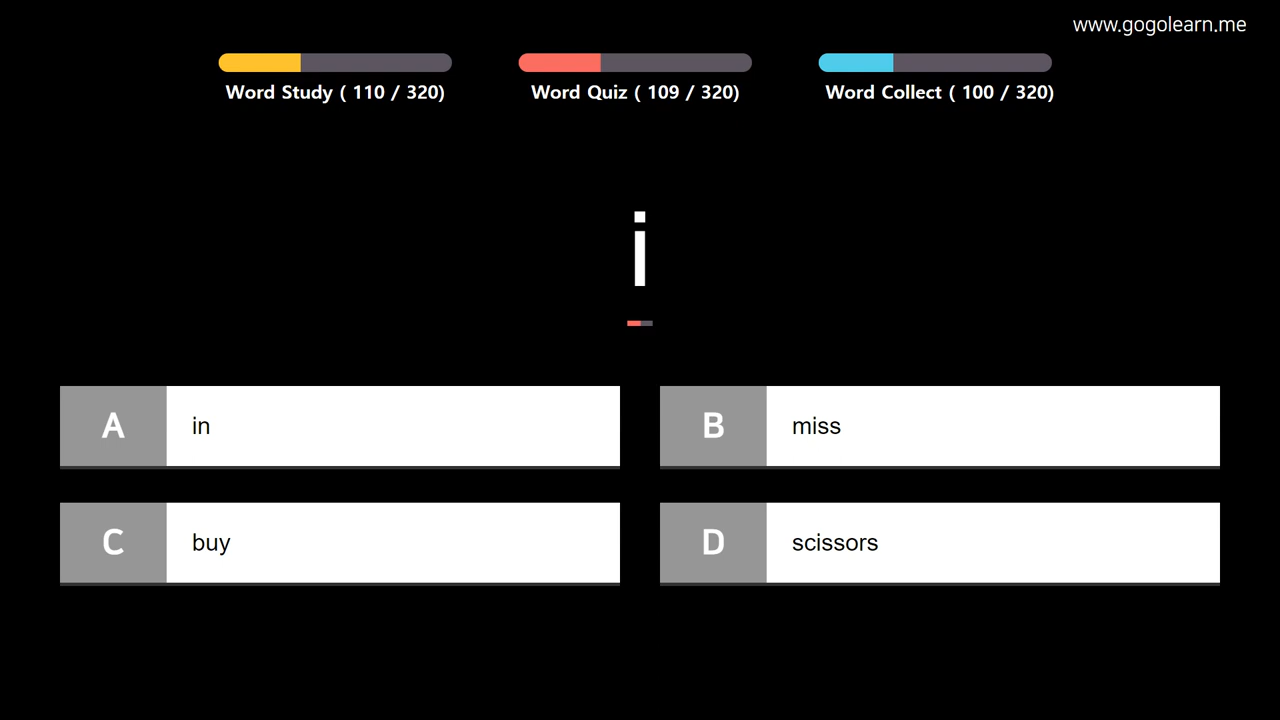 www.gogolearn.me
Word Study ( 110 / 320)
Word Quiz ( 109 / 320)
Word Collect ( 100 / 320)
i
A in
B miss
C buy
D scissors